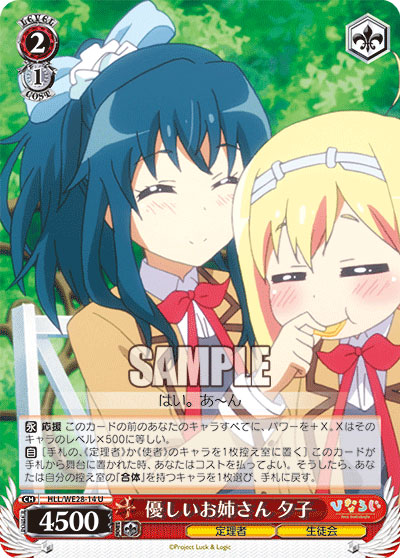 LEVEL
2
1
COST
SAMPLE
はい。あ〜ん
永 応援 このカードの前のあなたのキャラすべてに、パワーを+X。Xはその
キャラのレベル×500に等しい。
自 [手札の、《定理者》か《使者》のキャラを1枚控え室に置く] このカードが
手札から舞台に置かれた時、あなたはコストを払ってよい。そうしたら、あな
たは自分の控え室の「合体」を持つキャラを1枚選び、手札に戻す。
CH
HLL/WE28-14 U
ひなろじ
4500
優しいお姉さん 夕子
定理者
生徒会
©Project Luck & Logic